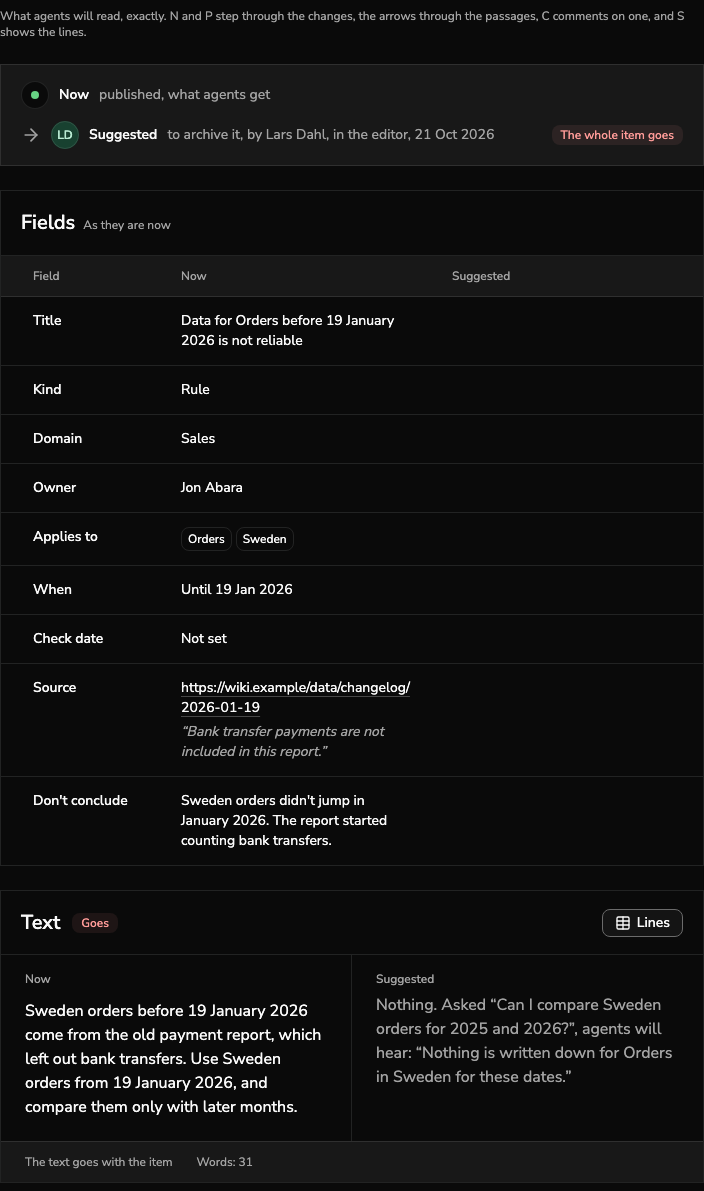 What agents will read, exactly. N and P step through the changes, the arrows through the passages, C comments on one, and S
shows the lines.
Now published, what agents get
LD Suggested to archive it, by Lars Dahl, in the editor, 21 Oct 2026 The whole item goes
Fields As they are now
Field Now Suggested
Title Data for Orders before 19 January
2026 is not reliable
Kind Rule
Domain Sales
Owner Jon Abara
Applies to Orders Sweden
When Until 19 Jan 2026
Check date Not set
Source https://wiki.example/data/changelog/
2026-01-19
“Bank transfer payments are not
included in this report.”
Don't conclude Sweden orders didn't jump in
January 2026. The report started
counting bank transfers.
Text Goes Lines
Now
Sweden orders before 19 January 2026
come from the old payment report, which
left out bank transfers. Use Sweden
orders from 19 January 2026, and
compare them only with later months.
Suggested
Nothing. Asked “Can I compare Sweden
orders for 2025 and 2026?”, agents will
hear: “Nothing is written down for Orders
in Sweden for these dates.”
The text goes with the item Words: 31